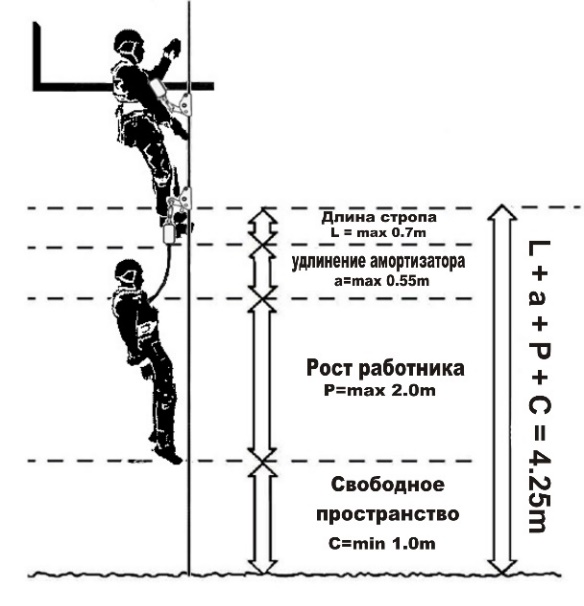 Длина стропа
L = max 0.7m
удлинение амортизатора
a=max 0.55m
Рост работника
P=max 2.0m
Свободное
пространство
C=min 1.0m
L + a + P + C = 4.25m